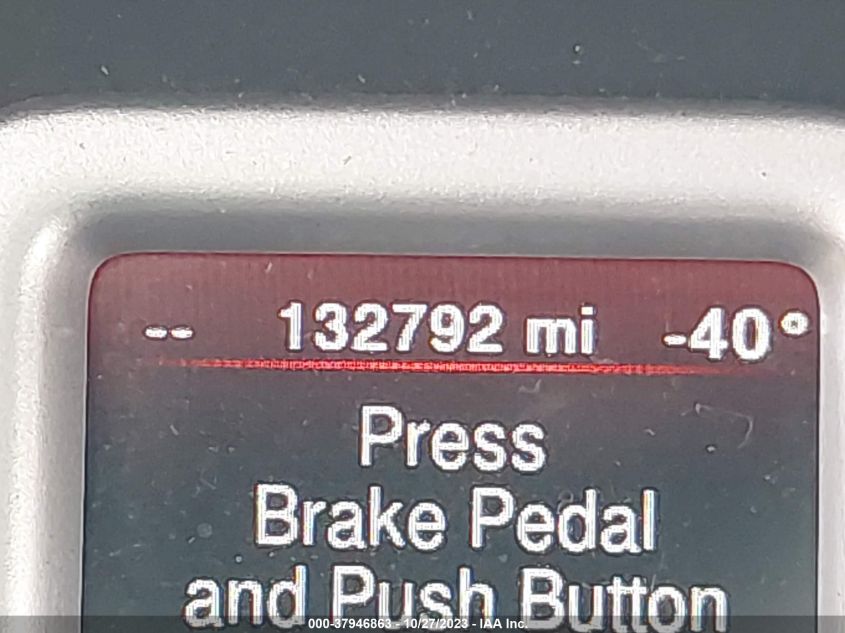 -- 132792 mi -40°
Press
Brake Pedal
and Push Button
000-37946863 - 10/27/2023 - IAA Inc.